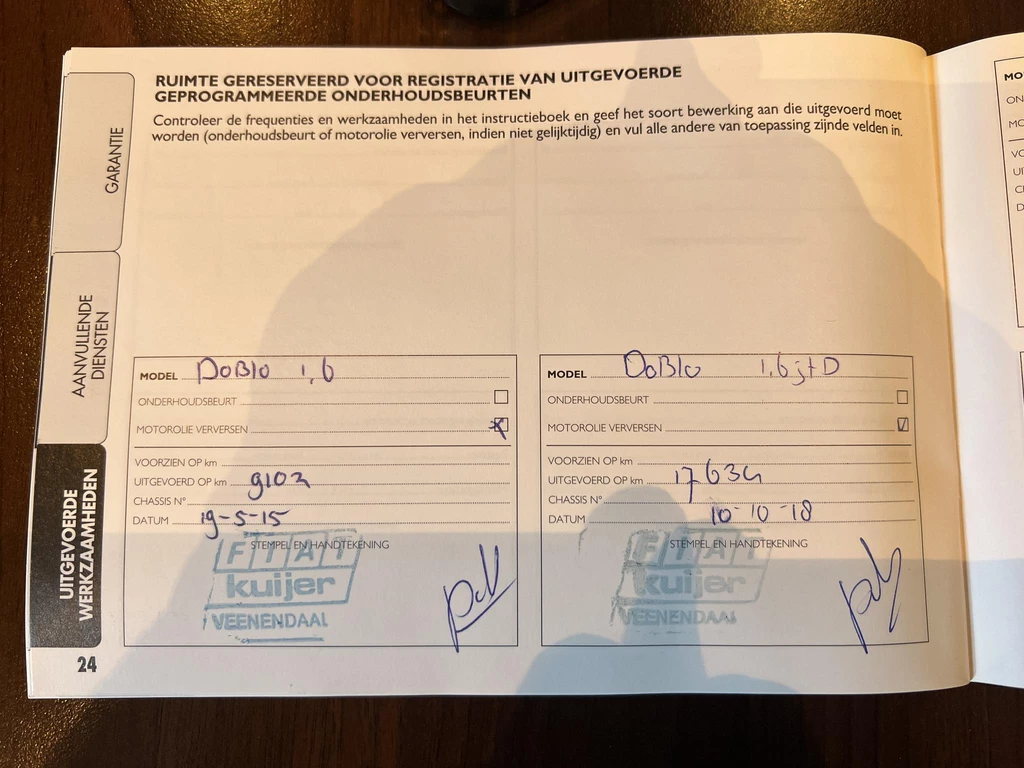 RUIMTE GERESERVEERD VOOR REGISTRATIE VAN UITGEVOERDE
GEPROGRAMMEERDE ONDERHOUDSBEURTEN
Controleer de frequenties en werkzaamheden in het instructieboek en geef het soort bewerking aan die uitgevoerd moet
worden (onderhoudsbeurt of motorolie verversen, indien niet gelijktijdig) en vul alle andere van toepassing zijnde velden in.
GARANTIE
AANVULLENDE
DIENSTEN
UITGEVOERDE
WERKZAAMHEDEN
MODEL DoBlo 1,6
ONDERHOUDSBEURT
MOTOROLIE VERVERSEN
VOORZIEN OP km
UITGEVOERD OP km 9102
CHASSIS N°
DATUM 19-5-15
STEMPEL EN HANDTEKENING
FIAT
kuijer
VEENENDAAL
MODEL DoBlo 1,6 jtD
ONDERHOUDSBEURT
MOTOROLIE VERVERSEN
VOORZIEN OP km
UITGEVOERD OP km 17634
CHASSIS N°
DATUM 10-10-18
STEMPEL EN HANDTEKENING
FIAT
kuijer
VEENENDAAL
24